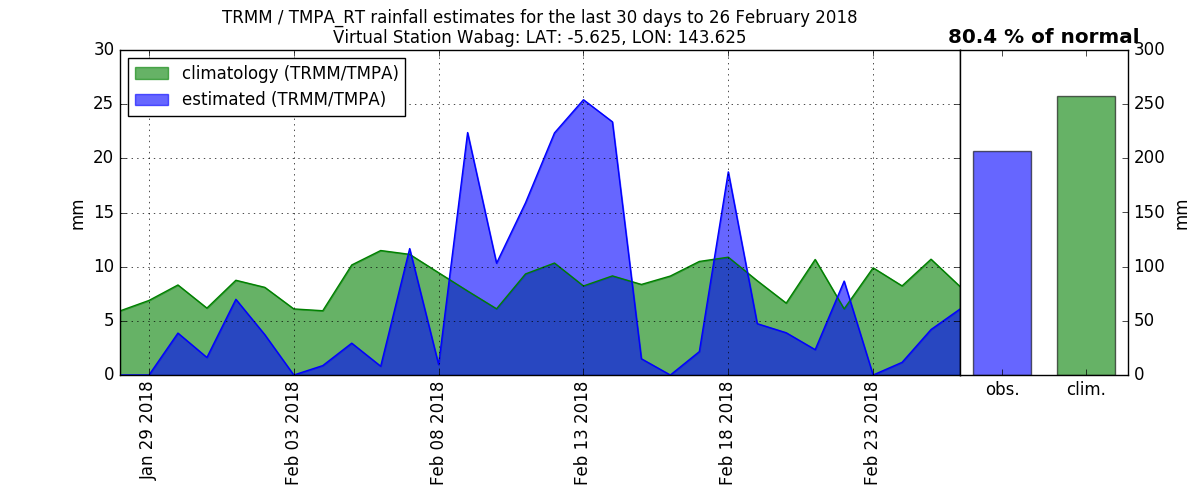 TRMM / TMPA_RT rainfall estimates for the last 30 days to 26 February 2018
Virtual Station Wabag: LAT: -5.625, LON: 143.625
80.4 % of normal
climatology (TRMM/TMPA)
estimated (TRMM/TMPA)
30
25
20
15
10
5
0
mm
Jan 29 2018
Feb 03 2018
Feb 08 2018
Feb 13 2018
Feb 18 2018
Feb 23 2018
300
250
200
150
100
50
0
mm
obs.
clim.